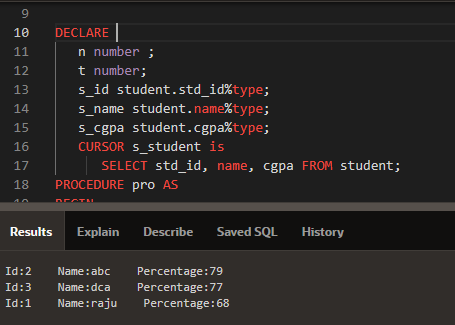 9
10 DECLARE
11 n number ;
12 t number;
13 s_id student.std_id%type;
14 s_name student.name%type;
15 s_cgpa student.cgpa%type;
16 CURSOR s_student is
17 SELECT std_id, name, cgpa FROM student;
18 PROCEDURE pro AS
19 BEGIN
Results Explain Describe Saved SQL History
Id:2 Name:abc Percentage:79
Id:3 Name:dca Percentage:77
Id:1 Name:raju Percentage:68